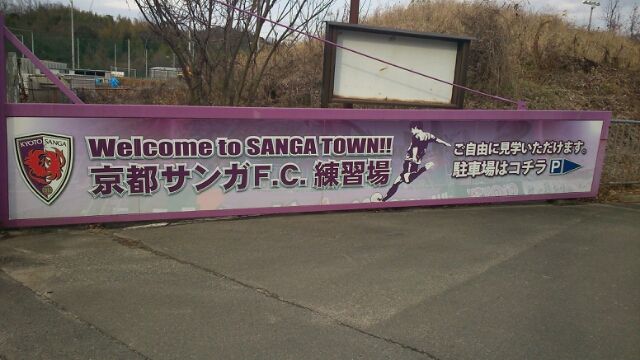 KYOTO SANGA
Welcome to SANGA TOWN!!
京都サンガF.C. 練習場
ご自由に見学いただけます。
駐車場はコチラ P